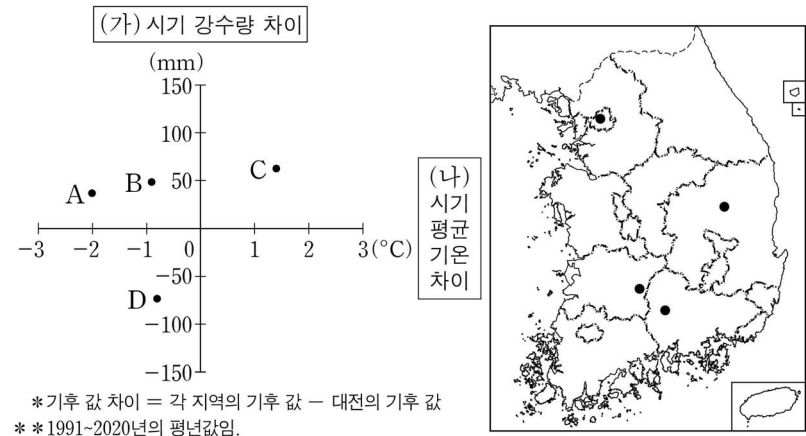 (가) 시기 강수량 차이
(mm)
150
100
50
0
−50
−100
−150
−3 −2 −1 1 2 3(℃)
A
B
C
D
(나)
시기
평균
기온
차이
*기후 값 차이 = 각 지역의 기후 값 − 대전의 기후 값
**1991~2020년의 평년값임.